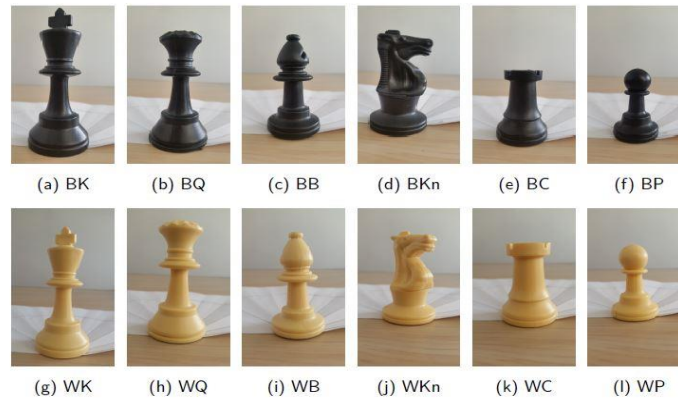 (a) BK (b) BQ (c) BB (d) BKn (e) BC (f) BP
(g) WK (h) WQ (i) WB (j) WKn (k) WC (l) WP